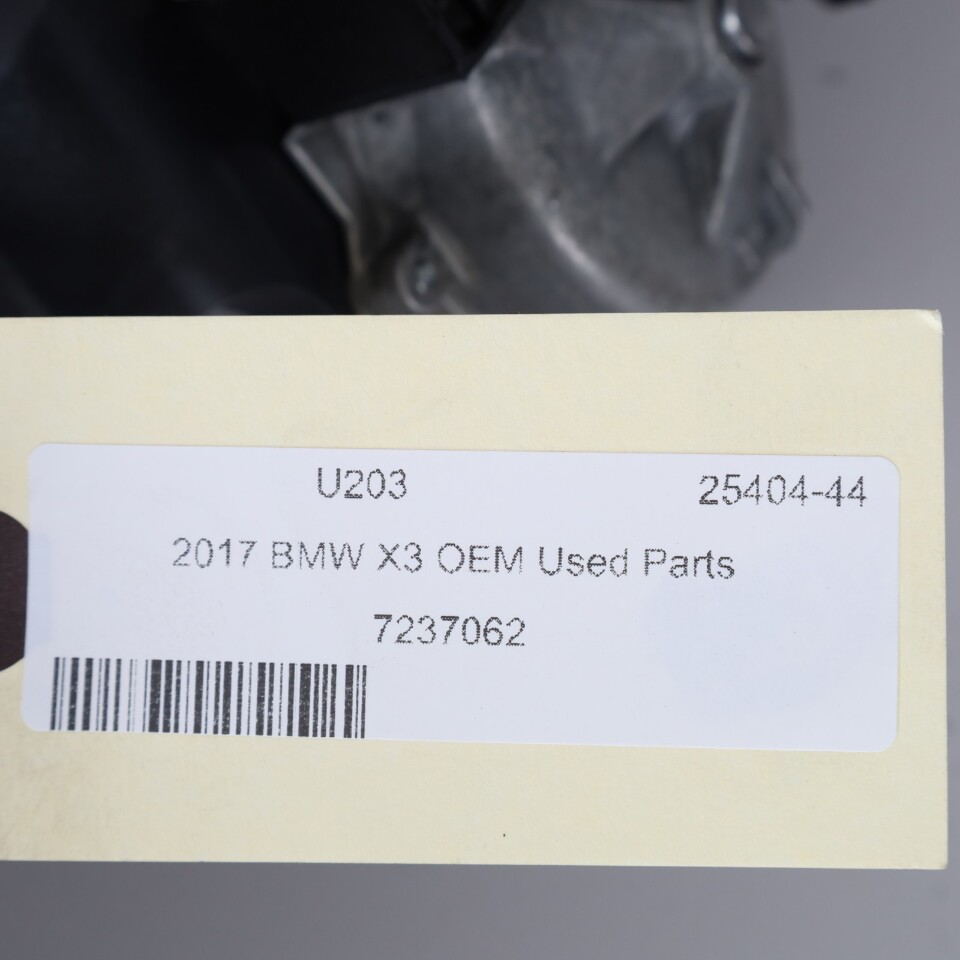 U203 25404-44
2017 BMW X3 OEM Used Parts
7237062